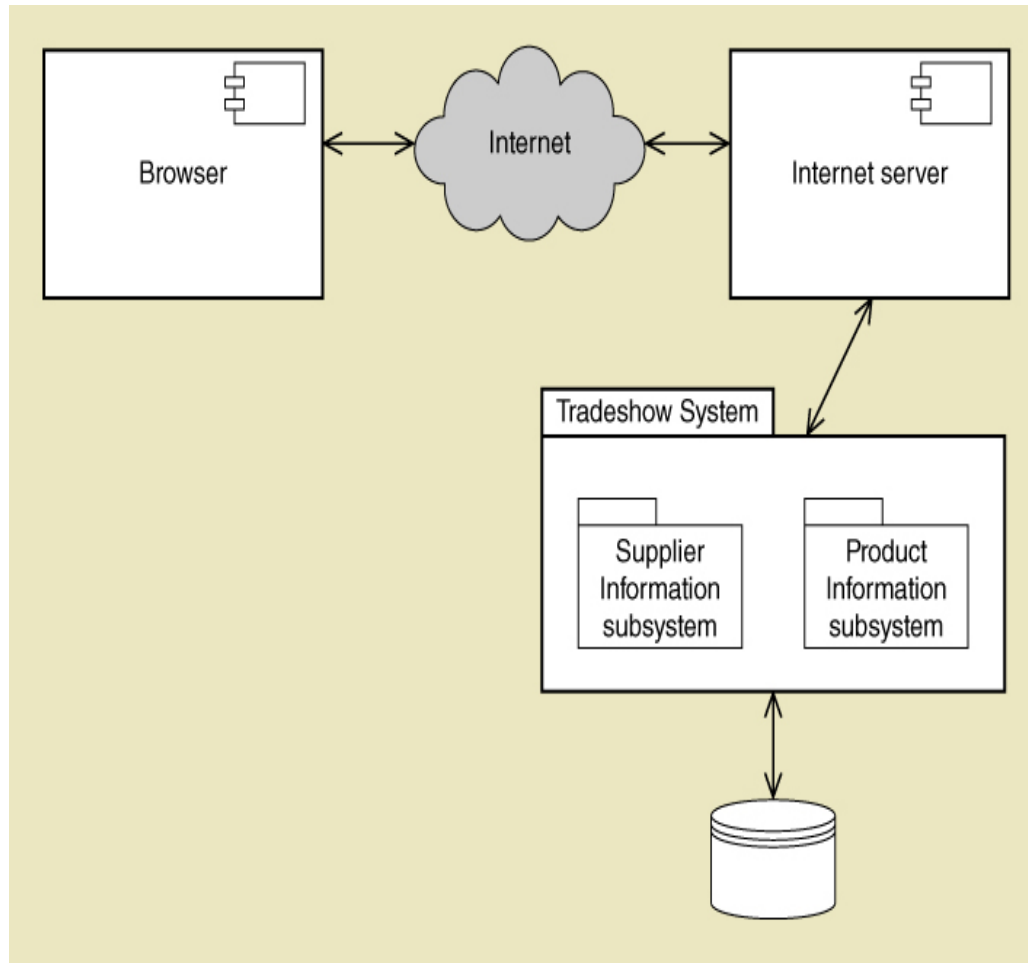 Browser
Internet
Internet server
Tradeshow System
Supplier
Information
subsystem
Product
Information
subsystem